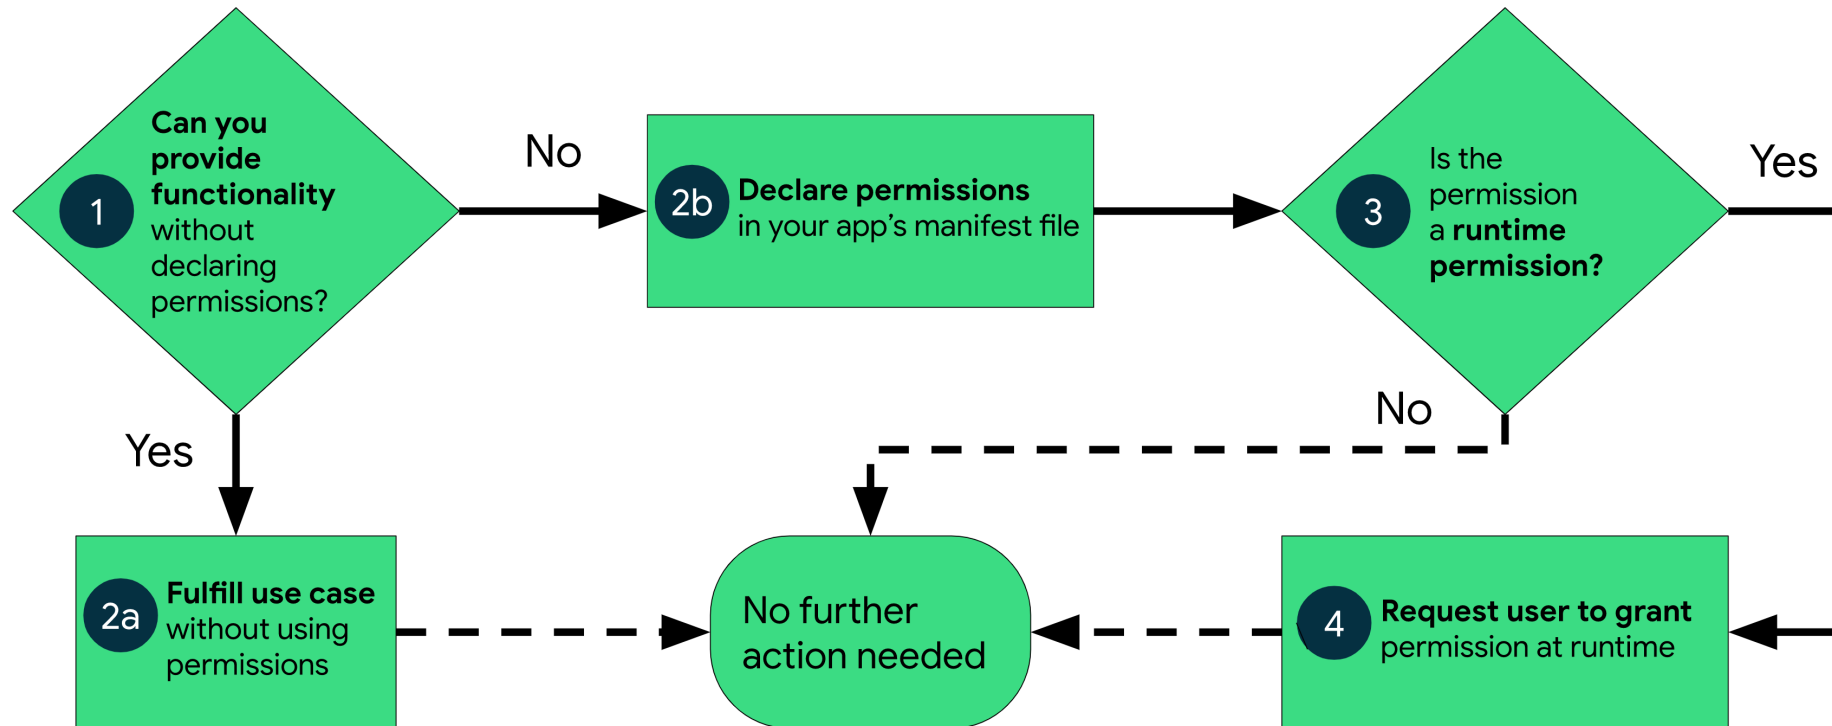 1
Can you
provide
functionality
without
declaring
permissions?
No
2b
Declare permissions
in your app’s manifest file
3
Is the
permission
a runtime
permission?
Yes
No
Yes
2a
Fulfill use case
without using
permissions
No further
action needed
4
Request user to grant
permission at runtime